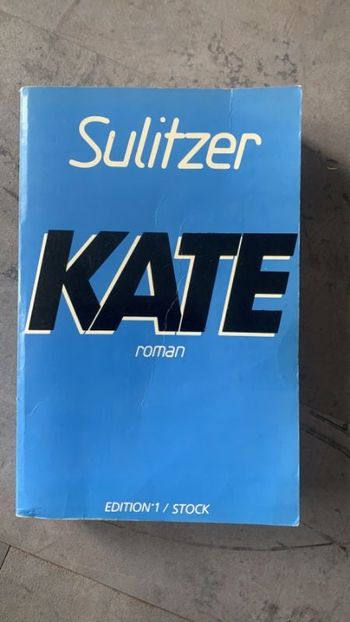 Sulitzer
KATE
roman
EDITION°1 / STOCK